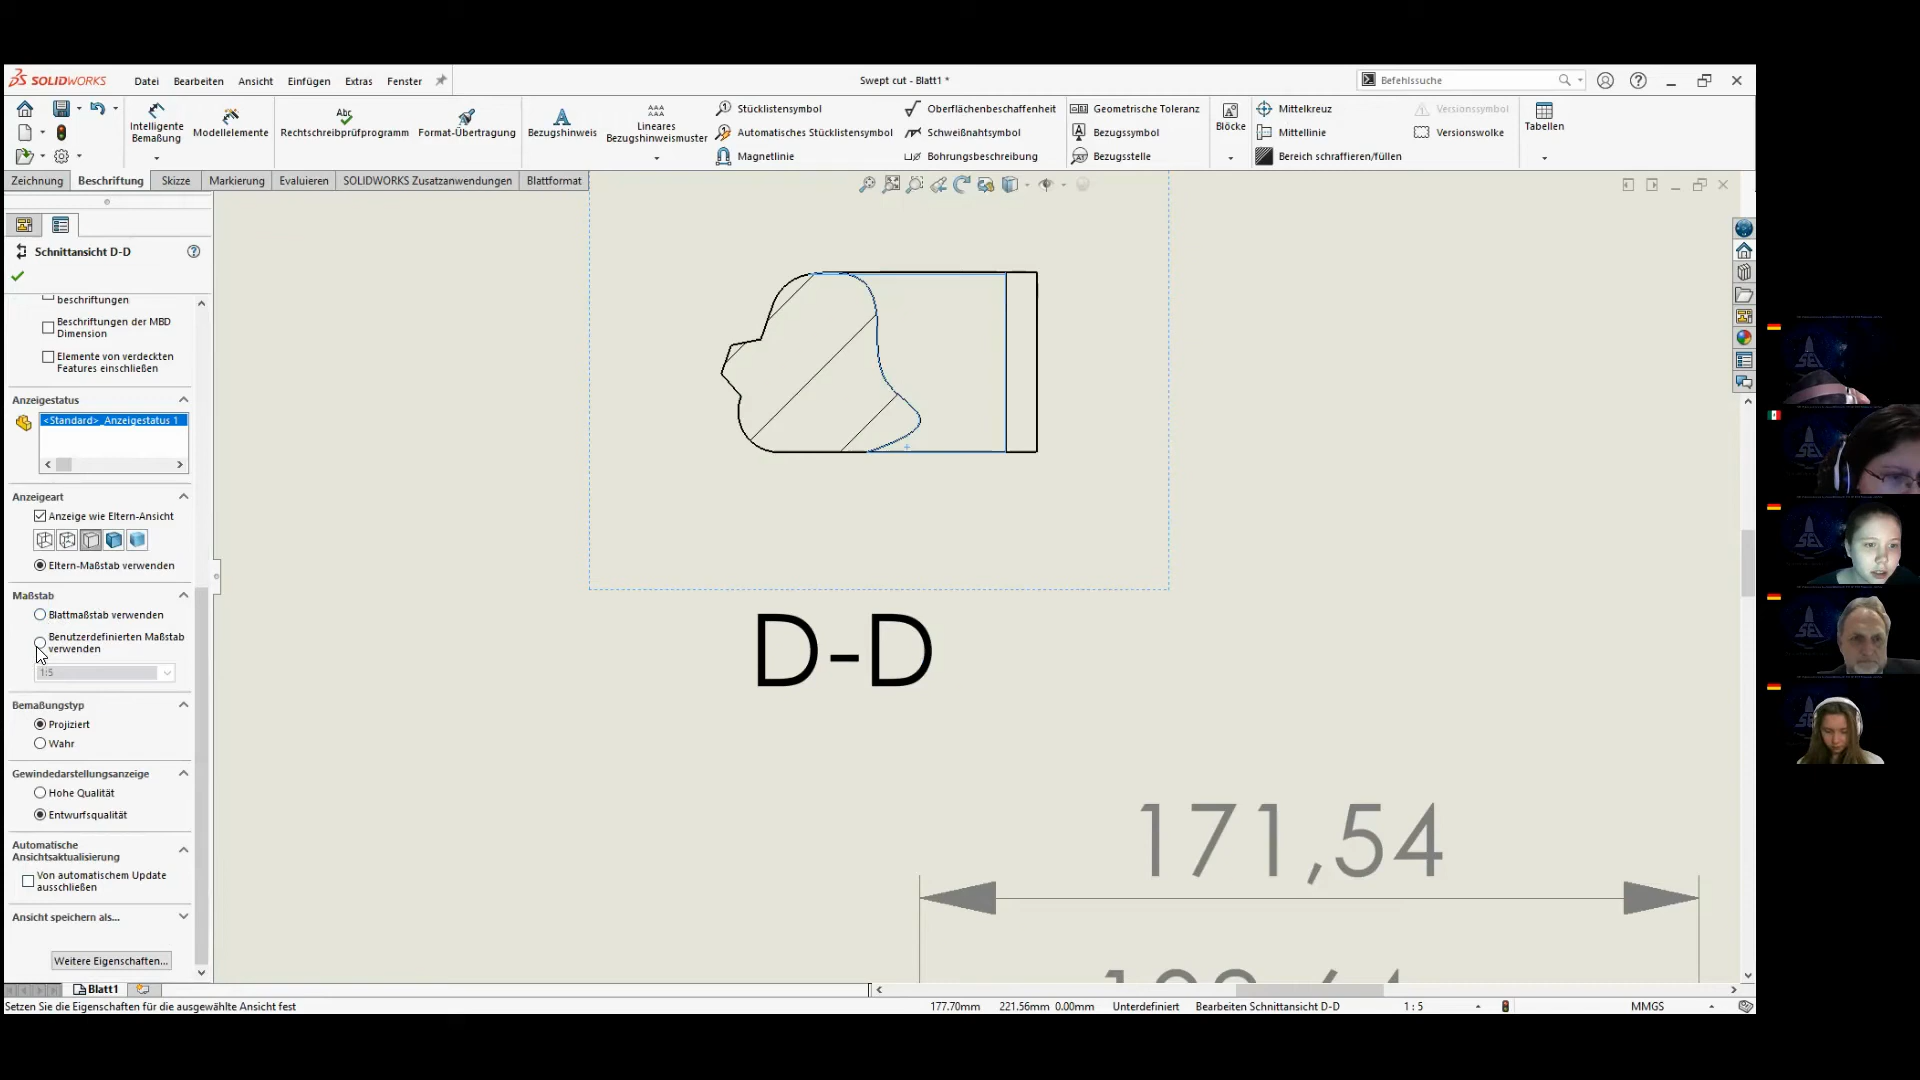 SOLIDWORKS
Datei Bearbeiten Ansicht Einfügen Extras Fenster
Swept cut - Blatt1 *
Befehlssuche
Intelligente Bemaßung
Modellelemente
Abc
Rechtschreibprüfprogramm
Format-Übertragung
Bezugshinweis
Lineares Bezugshinweismuster
Stücklistensymbol
Automatisches Stücklistensymbol
Magnetlinie
Oberflächenbeschaffenheit
Schweißnahtsymbol
Bohrungsbeschreibung
Geometrische Toleranz
Bezugssymbol
Bezugsstelle
Blöcke
Mittelkreuz
Mittellinie
Bereich schraffieren/füllen
Versionssymbol
Versionswolke
Tabellen
Zeichnung Beschriftung Skizze Markierung Evaluieren SOLIDWORKS Zusatzanwendungen Blattformat
Schnittansicht D-D
beschriftungen
Beschriftungen der MBD
Dimension
Elemente von verdeckten
Features einschließen
Anzeigestatus
<Standard>_Anzeigestatus 1
Anzeigeart
Anzeige wie Eltern-Ansicht
Eltern-Maßstab verwenden
Maßstab
Blattmaßstab verwenden
Benutzerdefinierten Maßstab
verwenden
1:5
Bemaßungstyp
Projiziert
Wahr
Gewindedarstellungsanzeige
Hohe Qualität
Entwurfsqualität
Automatische
Ansichtsaktualisierung
Von automatischem Update
ausschließen
Ansicht speichern als...
Weitere Eigenschaften...
D-D
171,54
Blatt1
Setzen Sie die Eigenschaften für die ausgewählte Ansicht fest
177.70mm 221.56mm 0.00mm Unterdefiniert Bearbeiten Schnittansicht D-D 1 : 5 MMGS